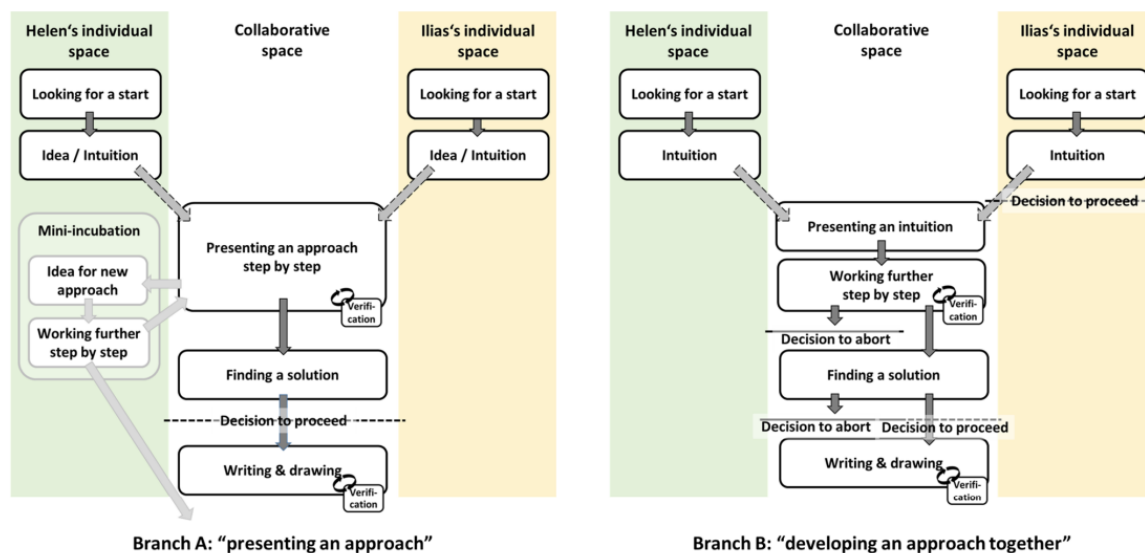 Helen's individual
space
Collaborative
space
Ilias's individual
space
Looking for a start
Looking for a start
Idea / Intuition
Idea / Intuition
Mini-incubation
Idea for new
approach
Working further
step by step
Presenting an approach
step by step
Verifi-
cation
Finding a solution
Decision to proceed
Writing & drawing
Verifi-
cation
Branch A: “presenting an approach”
Helen's individual
space
Collaborative
space
Ilias's individual
space
Looking for a start
Looking for a start
Intuition
Intuition
Decision to proceed
Presenting an intuition
Working further
step by step
Verifi-
cation
Decision to abort
Finding a solution
Decision to abort
Decision to proceed
Writing & drawing
Verifi-
cation
Branch B: “developing an approach together”